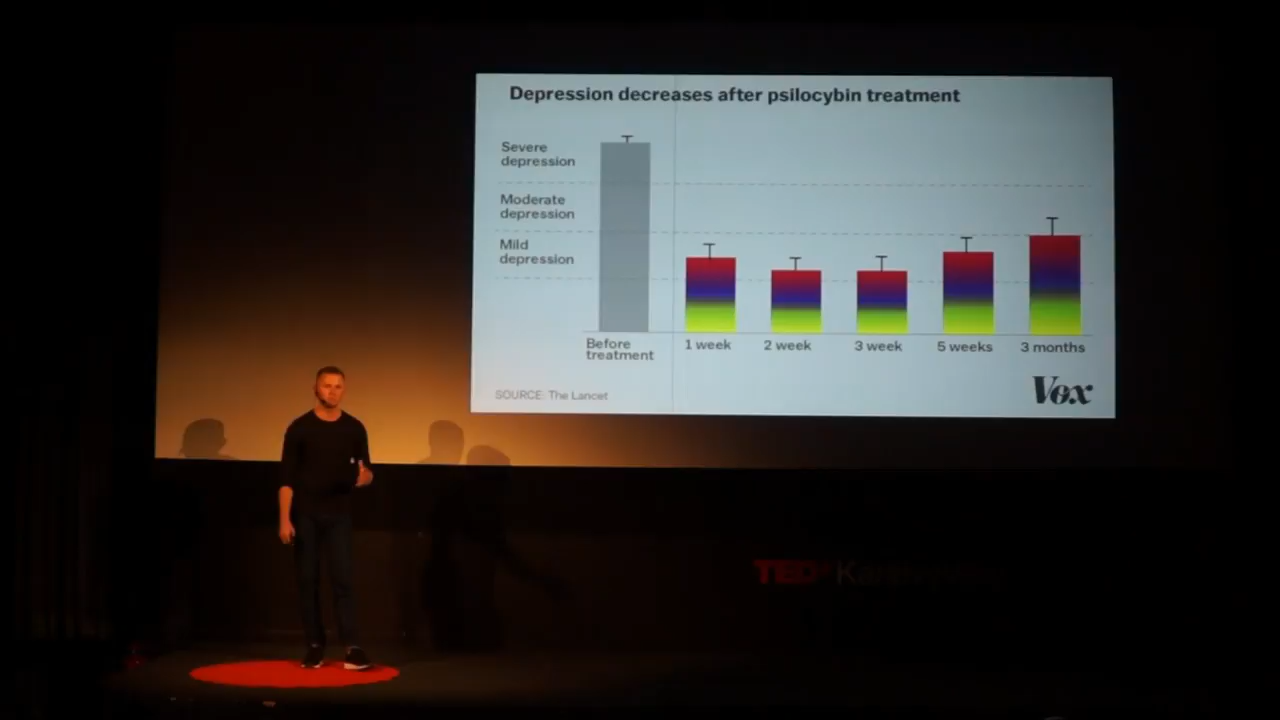 Depression decreases after psilocybin treatment
Severe
depression
Moderate
depression
Mild
depression
Before
treatment
1 week
2 week
3 week
5 weeks
3 months
SOURCE: The Lancet
Vox
TEDx